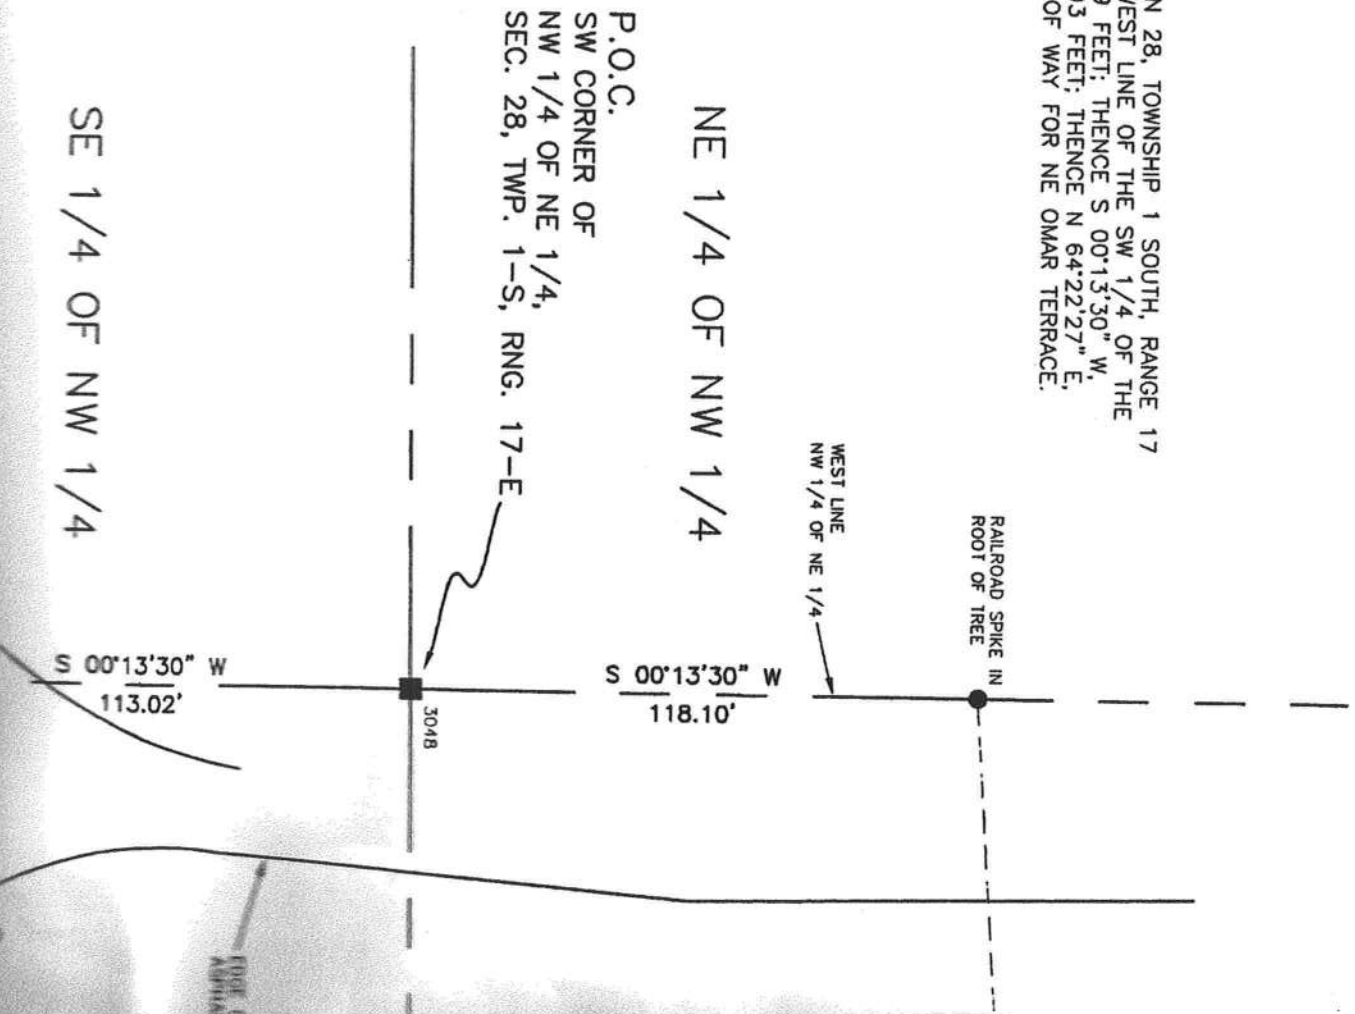 N 28, TOWNSHIP 1 SOUTH, RANGE 17
WEST LINE OF THE SW 1/4 OF THE
9 FEET; THENCE S 00°13'30" W,
03 FEET; THENCE N 64°22'27" E,
OF WAY FOR NE OMAR TERRACE.
RAILROAD SPIKE IN
ROOT OF TREE
WEST LINE
NW 1/4 OF NE 1/4
NE 1/4 OF NW 1/4
P.O.C.
SW CORNER OF
NW 1/4 OF NE 1/4,
SEC. 28, TWP. 1-S, RNG. 17-E
SE 1/4 OF NW 1/4
S 00°13'30" W
113.02'
3048
S 00°13'30" W
118.10'
EDGE
ASPHA